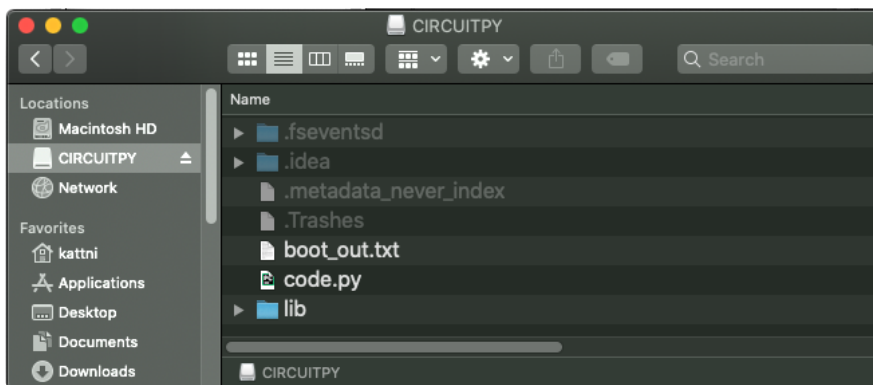 CIRCUITPY
Search
Locations
Macintosh HD
CIRCUITPY
Network
Favorites
kattni
Applications
Desktop
Documents
Downloads
Name
.fseventsd
.idea
.metadata_never_index
.Trashes
boot_out.txt
code.py
lib
CIRCUITPY